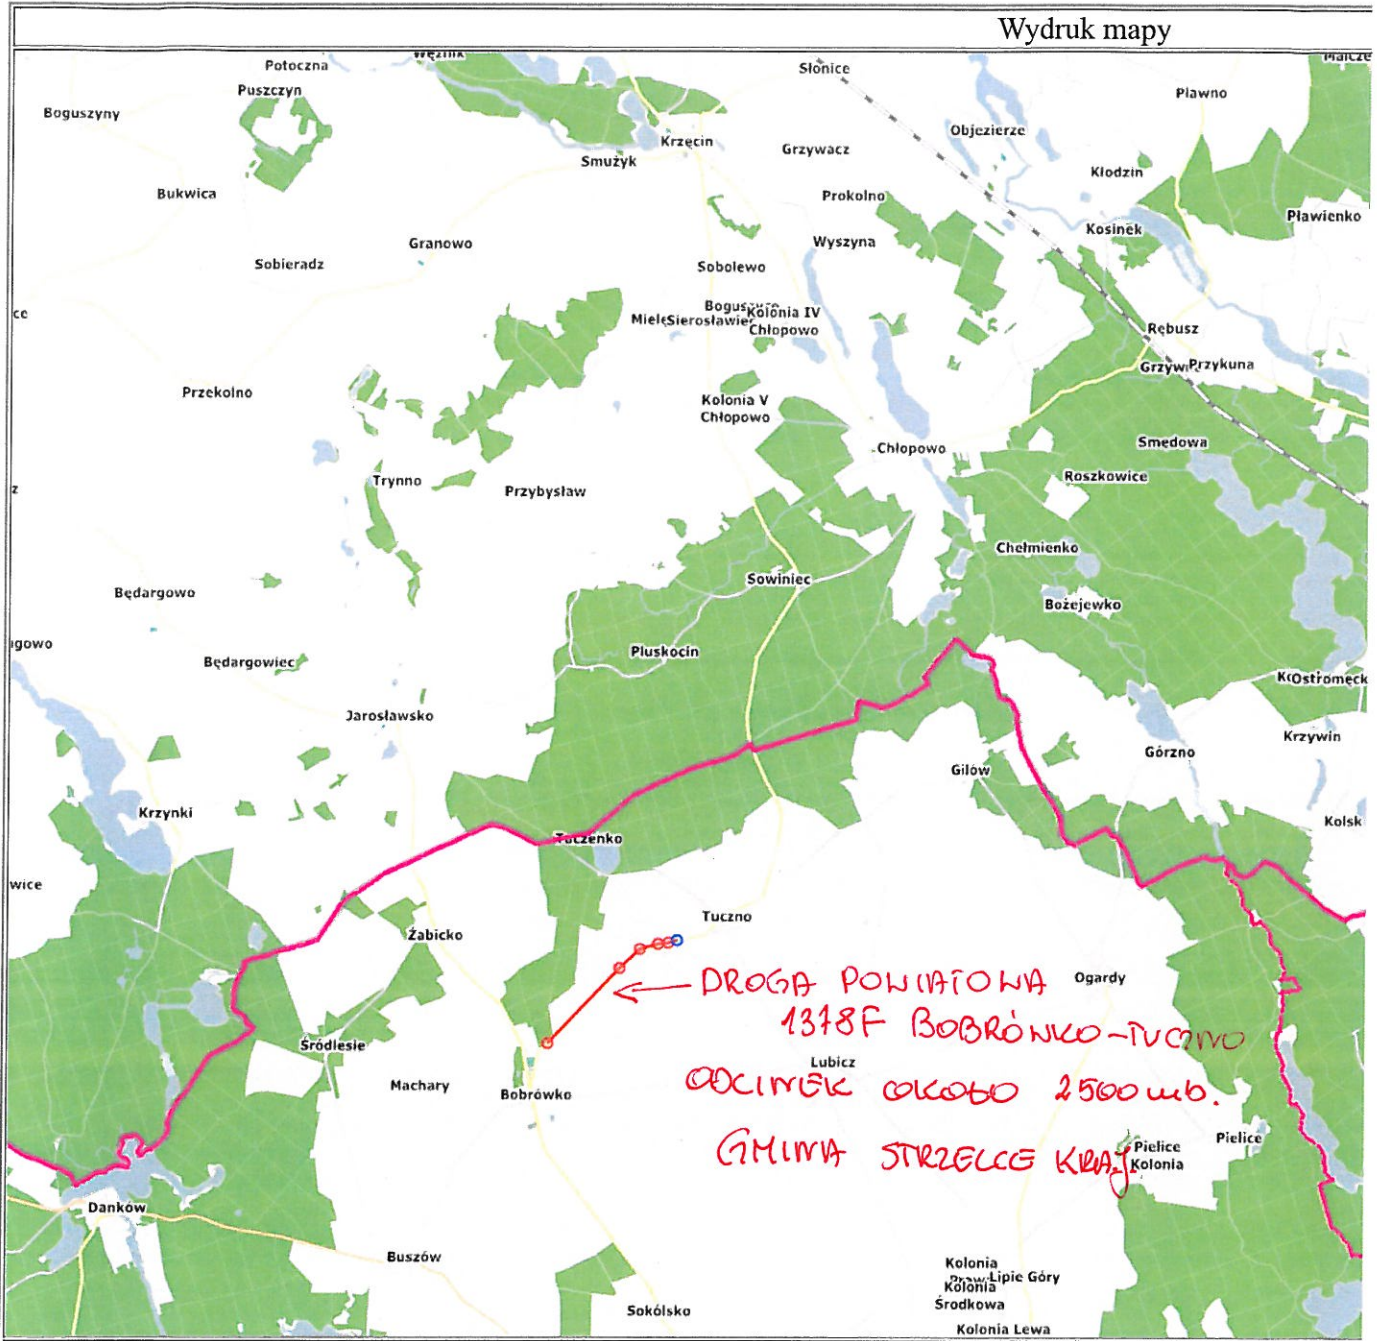 Wydruk mapy
Potoczna
Słonice
Puszczyn
Pławno
Boguszyny
Objezierze
Krzęcin
Grzywacz
Smużyk
Kłodzin
Bukwica
Prokolno
Pławienko
Kosinek
Granowo
Wyszyna
Sobieradz
Sobolewo
Kolonia IV
Chłopowo
Rębusz
Przykuna
Przekolno
Kolonia V
Chłopowo
Smędowa
Chłopowo
Roszkowice
Trynno
Przybysław
Chełmienko
Sowiniec
Będargowo
Bożejewko
Pluskocin
Będargowiec
Jarosławsko
Krzywin
Górzno
Gilów
Krzynki
Kolsk
Tuczenko
wice
Tuczno
Żabicko
DROGA POWIATOWA
Ogardy
1378F BOBRÓWKO-TUCZNO
Śródlesie
Lubicz
Machary
ODCINEK OKOŁO 2500 mb.
Bobrówko
Pielice
GMINA STRZELCE KRAJ.
Pielice
Kolonia
Danków
Buszów
Kolonia
Lipie Góry
Kolonia
Środkowa
Sokólsko
Kolonia Lewa